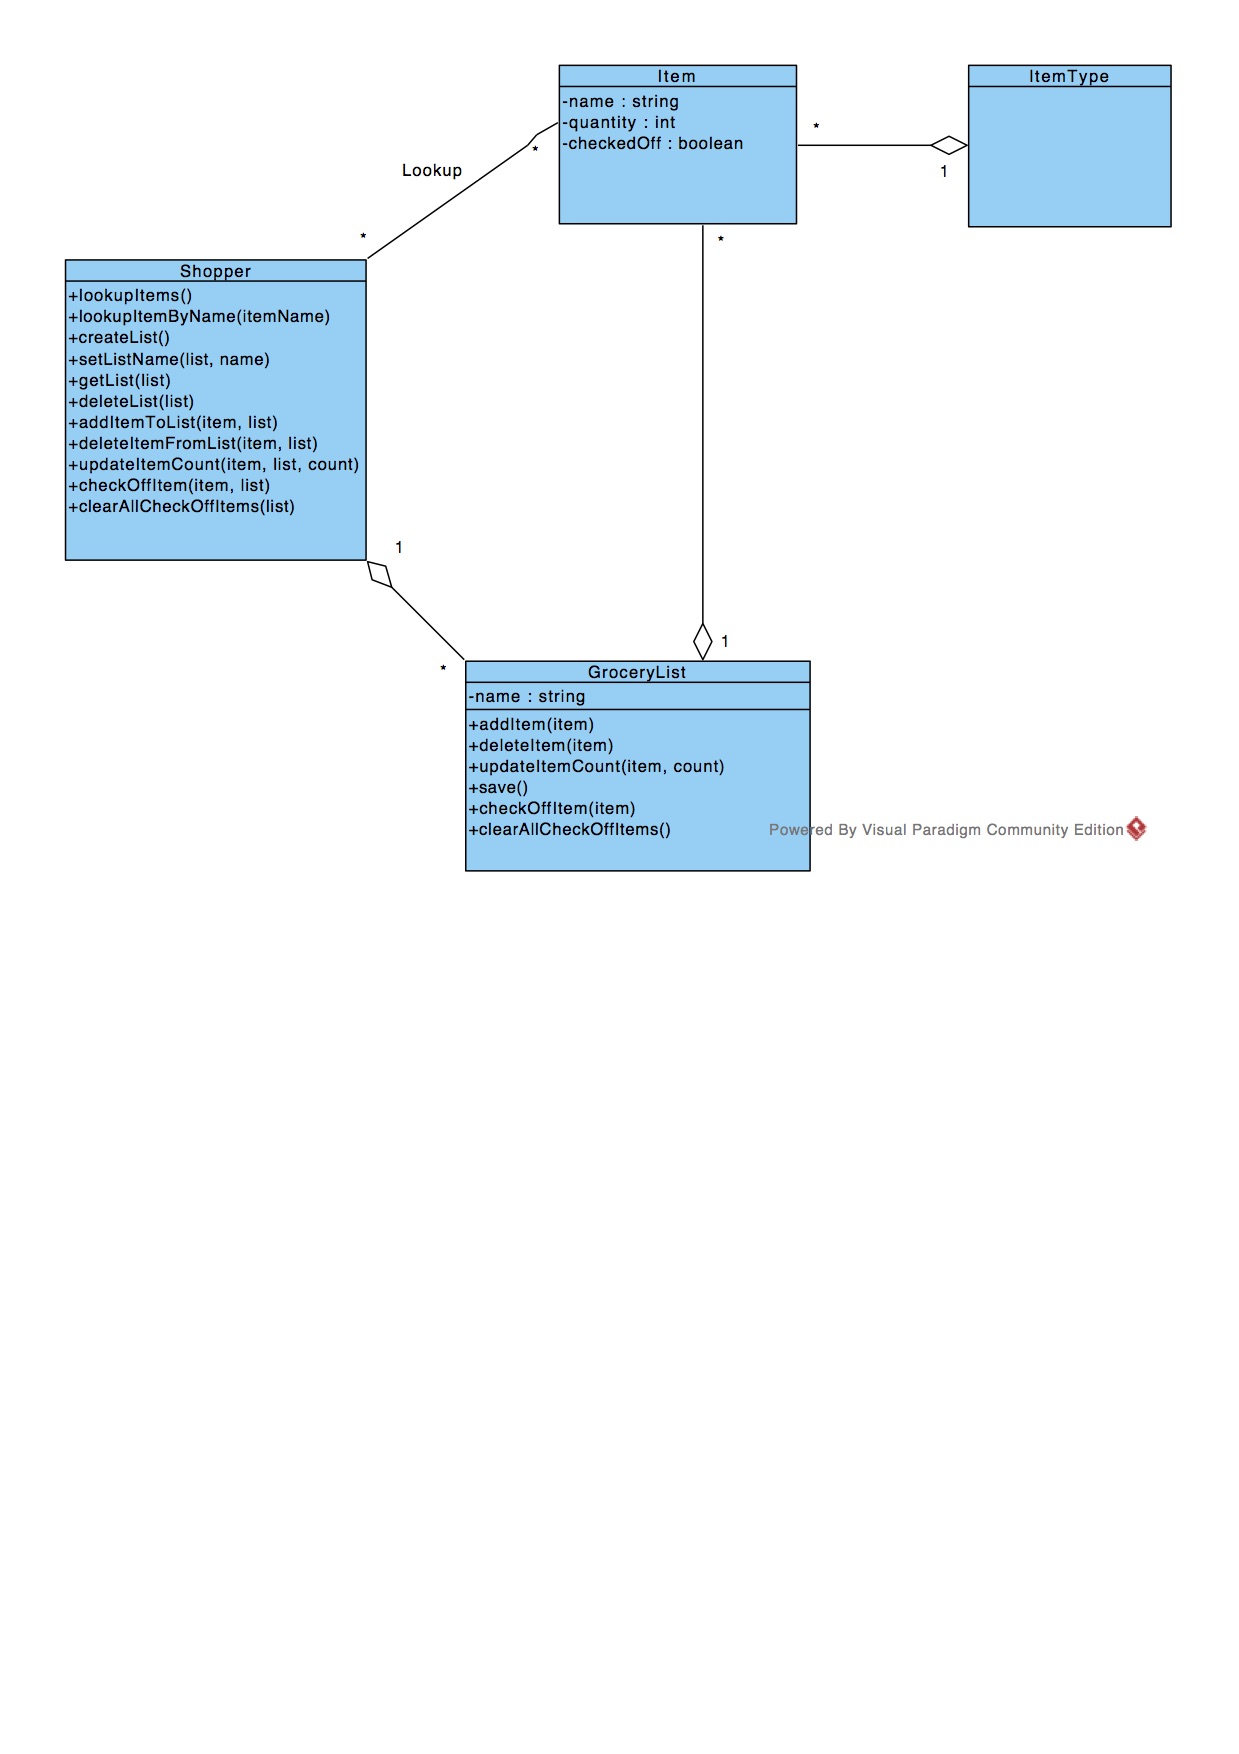 Item
-name : string
-quantity : int
-checkedOff : boolean
*
ItemType
*
1
Lookup
*
*
Shopper
+lookupItems()
+lookupItemByName(itemName)
+createList()
+setListName(list, name)
+getList(list)
+deleteList(list)
+addItemToList(item, list)
+deleteItemFromList(item, list)
+updateItemCount(item, list, count)
+checkOffItem(item, list)
+clearAllCheckOffItems(list)
1
*
1
GroceryList
-name : string
+addItem(item)
+deleteItem(item)
+updateItemCount(item, count)
+save()
+checkOffItem(item)
+clearAllCheckOffItems()
Powered By Visual Paradigm Community Edition